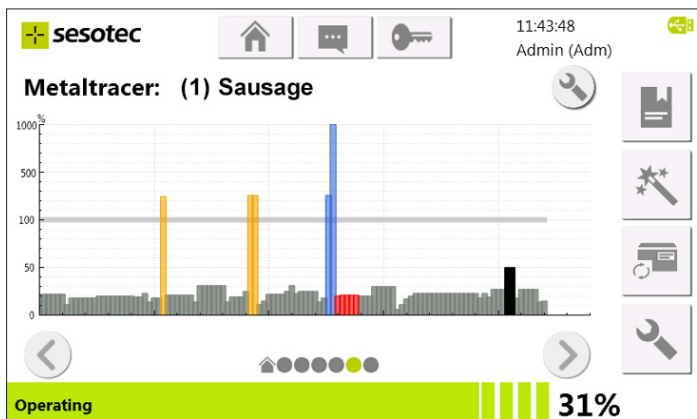 sesotec
11:43:48
Admin (Adm)
Metaltracer: (1) Sausage
%
1000
500
100
50
0
Operating
31%